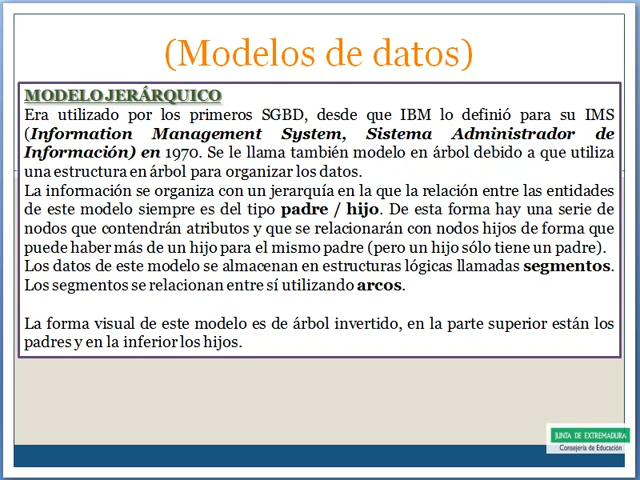 (Modelos de datos)
MODELO JERÁRQUICO
Era utilizado por los primeros SGBD, desde que IBM lo definió para su IMS
(Information Management System, Sistema Administrador de
Información) en 1970. Se le llama también modelo en árbol debido a que utiliza
una estructura en árbol para organizar los datos.
La información se organiza con un jerarquía en la que la relación entre las entidades
de este modelo siempre es del tipo padre / hijo. De esta forma hay una serie de
nodos que contendrán atributos y que se relacionarán con nodos hijos de forma que
puede haber más de un hijo para el mismo padre (pero un hijo sólo tiene un padre).
Los datos de este modelo se almacenan en estructuras lógicas llamadas segmentos.
Los segmentos se relacionan entre sí utilizando arcos.
La forma visual de este modelo es de árbol invertido, en la parte superior están los
padres y en la inferior los hijos.
JUNTA DE EXTREMADURA
Consejería de Educación